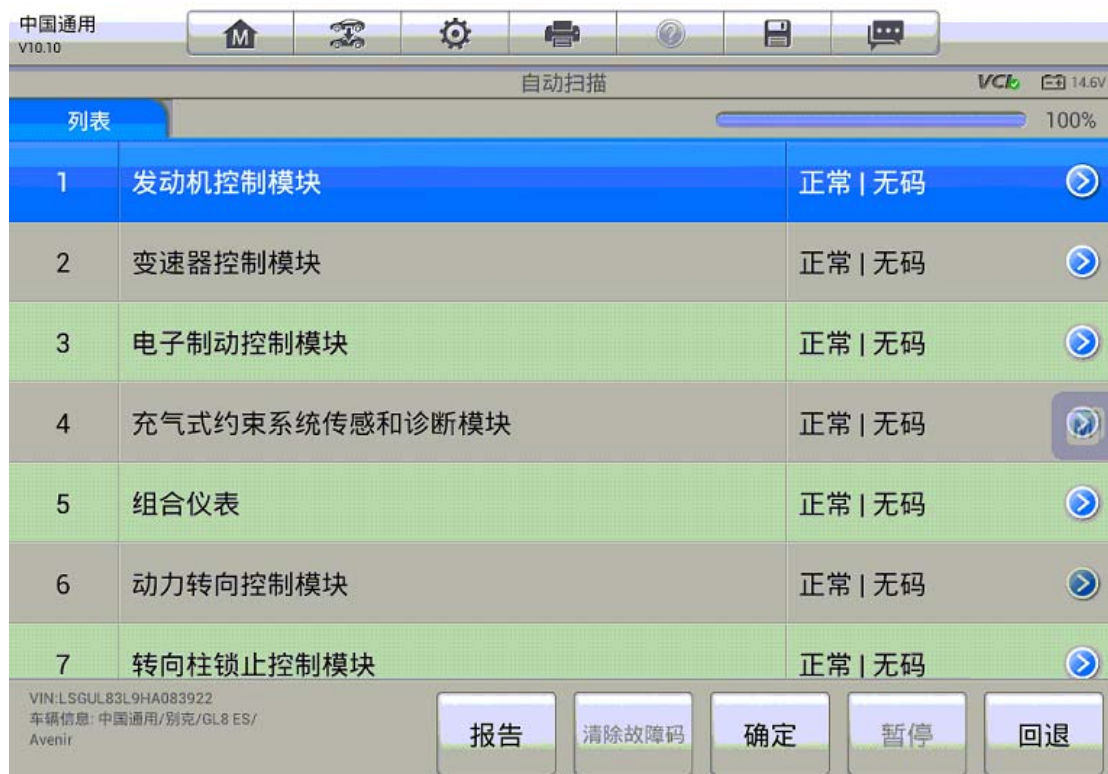 中国通用
V10.10
M
自动扫描
VCI 14.6V
列表 100%
1 发动机控制模块 正常 | 无码
2 变速器控制模块 正常 | 无码
3 电子制动控制模块 正常 | 无码
4 充气式约束系统传感和诊断模块 正常 | 无码
5 组合仪表 正常 | 无码
6 动力转向控制模块 正常 | 无码
7 转向柱锁止控制模块 正常 | 无码
VIN:LSGUL83L9HA083922
车辆信息: 中国通用/别克/GL8 ES/
Avenir
报告 清除故障码 确定 暂停 回退